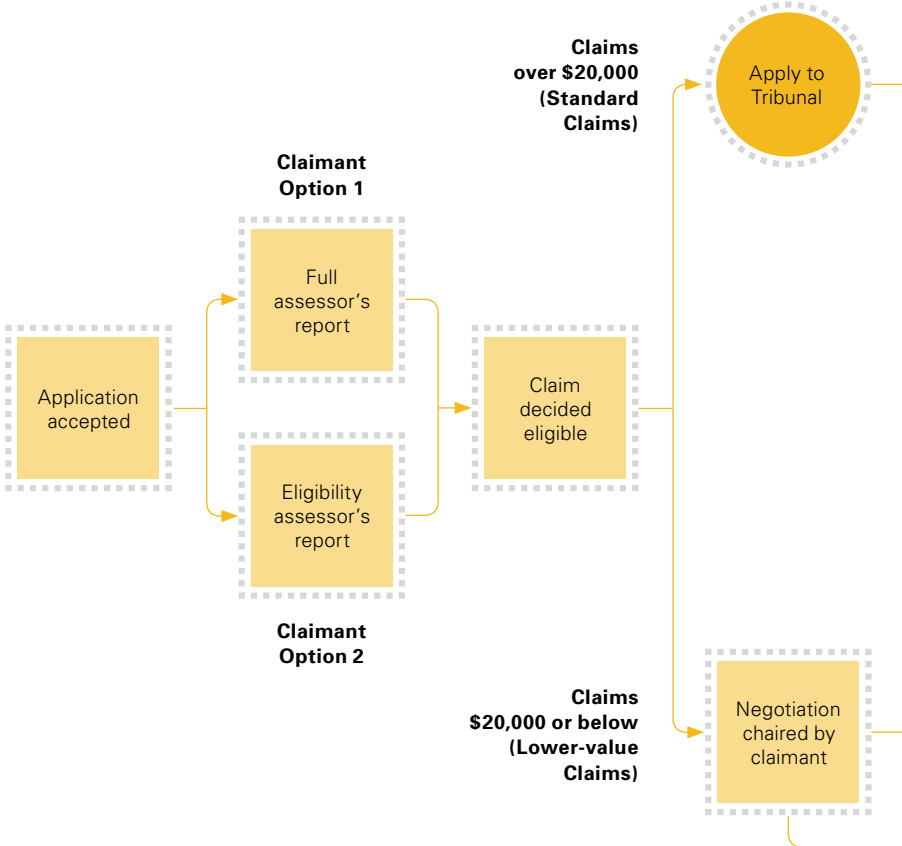 Claims
over $20,000
(Standard
Claims)
Apply to
Tribunal
Claimant
Option 1
Full
assessor’s
report
Application
accepted
Claim
decided
eligible
Eligibility
assessor’s
report
Claimant
Option 2
Claims
$20,000 or below
(Lower-value
Claims)
Negotiation
chaired by
claimant